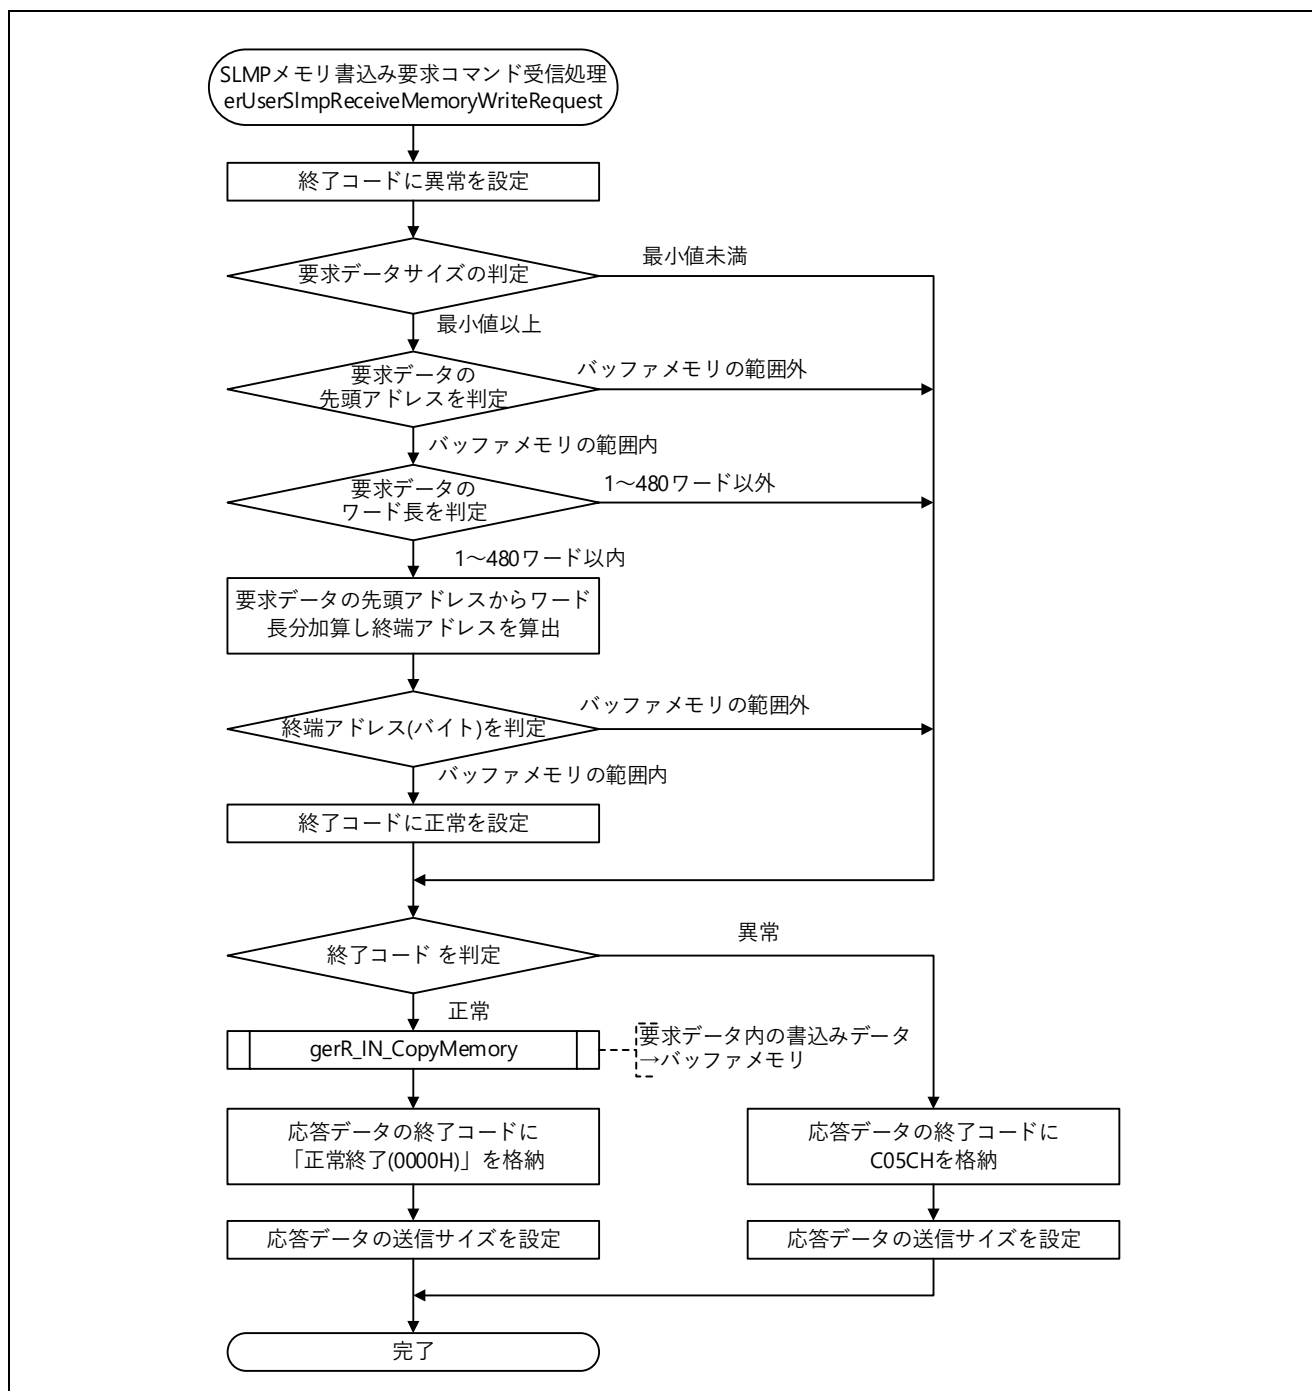 SLMPメモリ書込み要求コマンド受信処理
erUserSlmpReceiveMemoryWriteRequest
終了コードに異常を設定
最小値未満
要求データサイズの判定
最小値以上
要求データの
先頭アドレスを判定
バッファメモリの範囲外
バッファメモリの範囲内
要求データの
ワード長を判定
1～480ワード以外
1～480ワード以内
要求データの先頭アドレスからワード
長分加算し終端アドレスを算出
バッファメモリの範囲外
終端アドレス(バイト)を判定
バッファメモリの範囲内
終了コードに正常を設定
異常
終了コード を判定
正常
gerR_IN_CopyMemory
要求データ内の書込みデータ
→バッファメモリ
応答データの終了コードに
「正常終了(0000H)」を格納
応答データの終了コードに
C05CHを格納
応答データの送信サイズを設定
応答データの送信サイズを設定
完了